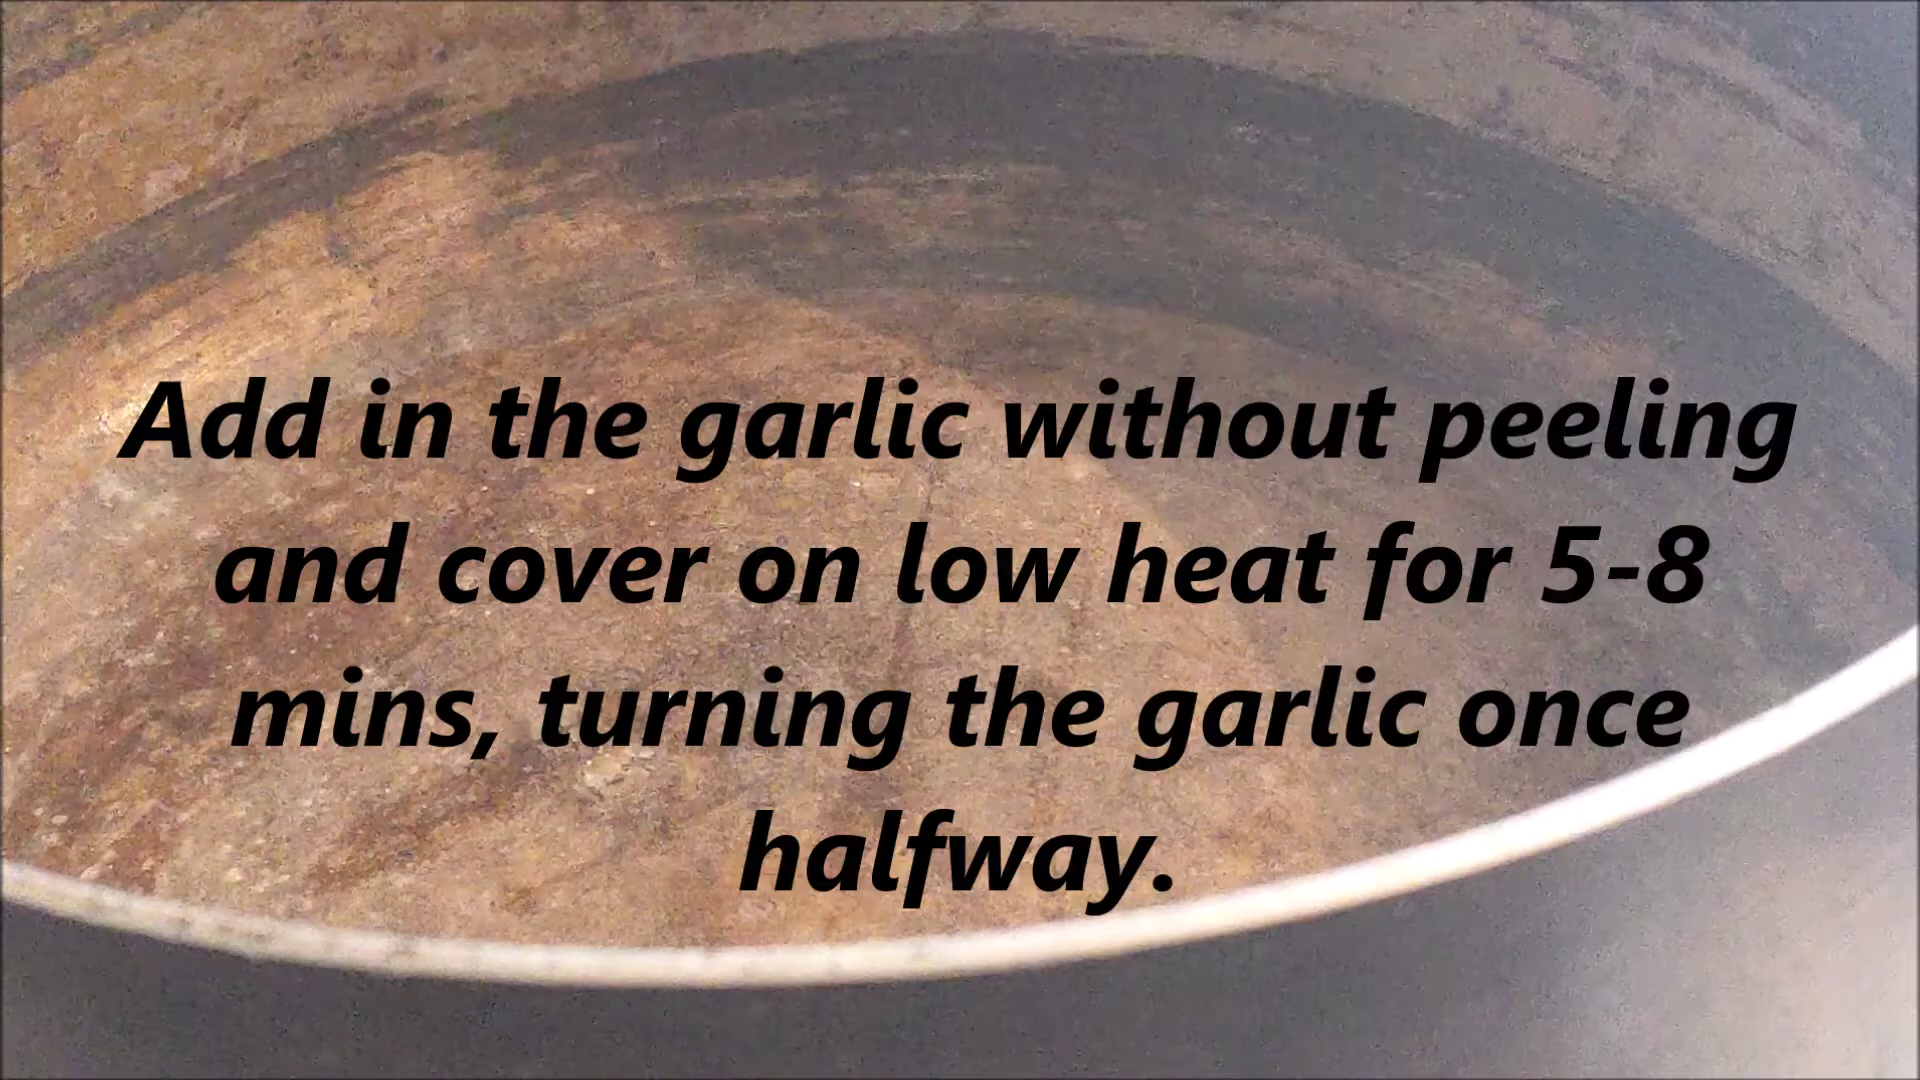 Add in the garlic without peeling
and cover on low heat for 5-8
mins, turning the garlic once
halfway.